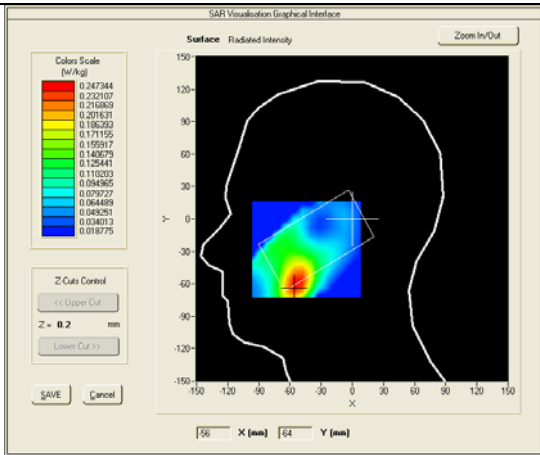 SAR Visualisation Graphical Interface
Surface Radiated Intensity
Zoom In/Out
Colors Scale
(W/kg)
0.247344
0.232107
0.216869
0.201631
0.186393
0.171155
0.155917
0.140679
0.125441
0.110203
0.094965
0.079727
0.064489
0.049251
0.034013
0.018775
Z-Cuts Control
<< Upper Cut
Z = 0.2 mm
Lower Cut >>
SAVE Cancel
150-
120-
90-
60-
30-
Y 0-
-30-
-60-
-90-
-120-
-150-
-150 -120 -90 -60 -30 0 30 60 90 120 150
X
-56 X (mm) -64 Y (mm)